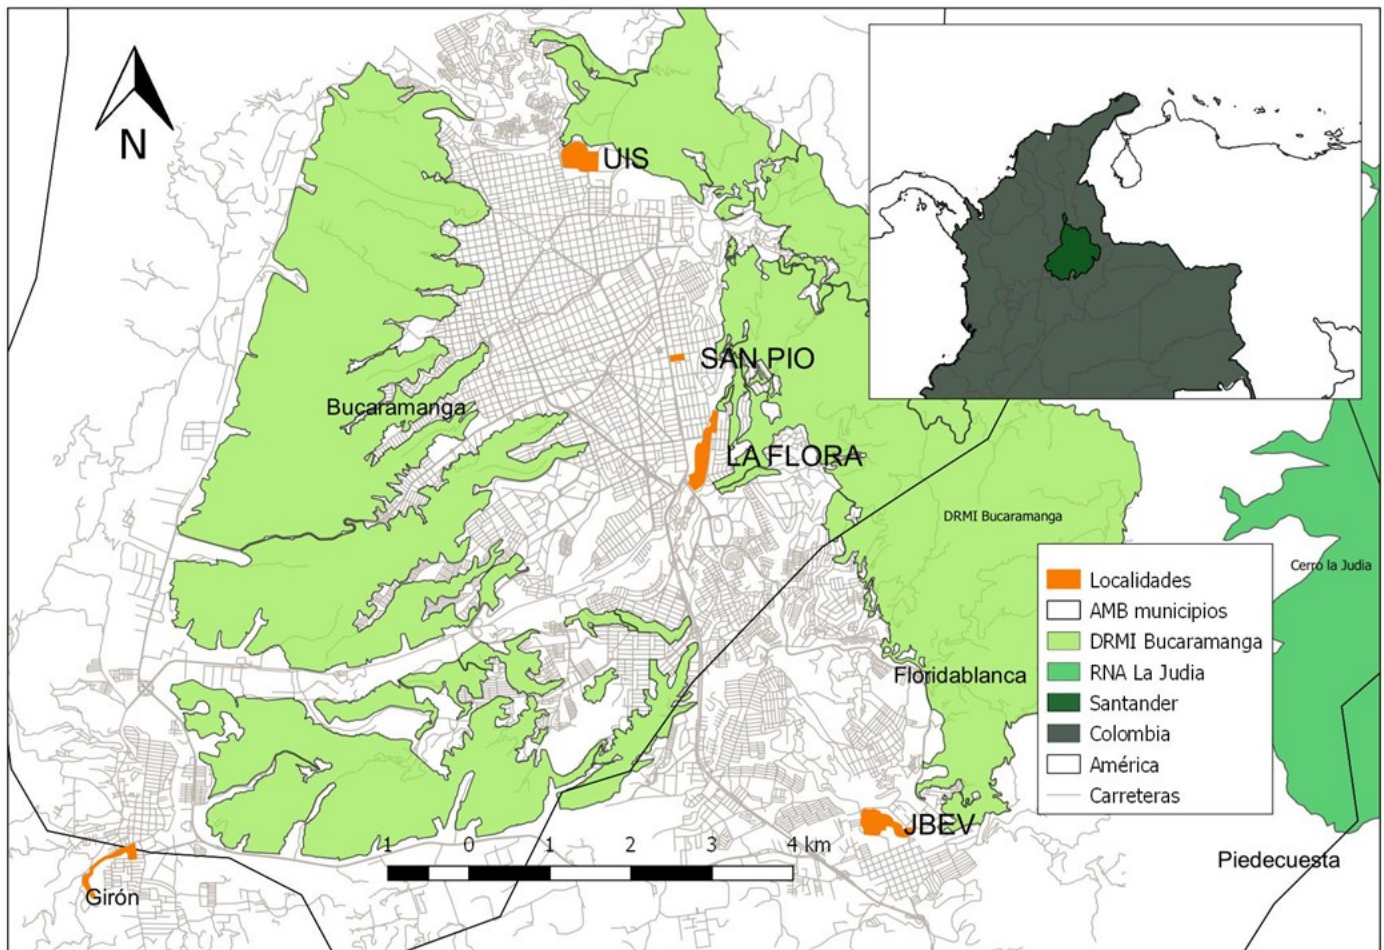 N
UIS
SAN PIO
Bucaramanga
LA FLORA
DRMI Bucaramanga
Cerro la Judia
Localidades
AMB municipios
DRMI Bucaramanga
RNA La Judia
Santander
Colombia
América
Carreteras
Floridablanca
JBEV
1 0 1 2 3 4 km
Piedecuesta
Girón